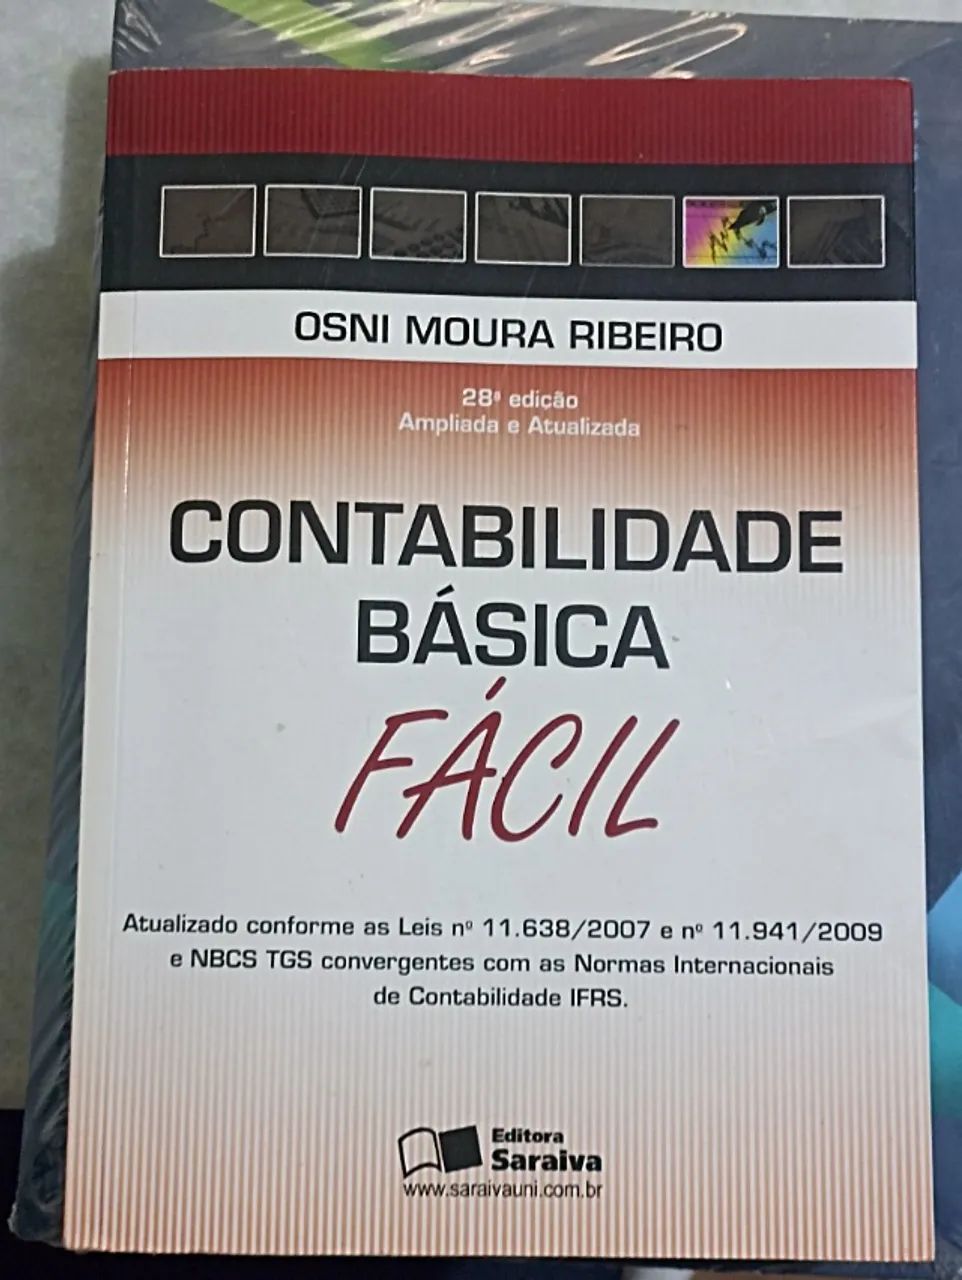 OSNI MOURA RIBEIRO
28ª edição
Ampliada e Atualizada
CONTABILIDADE
BÁSICA
FÁCIL
Atualizado conforme as Leis nº 11.638/2007 e nº 11.941/2009
e NBCS TGS convergentes com as Normas Internacionais
de Contabilidade IFRS.
Editora
Saraiva
www.saraivauni.com.br